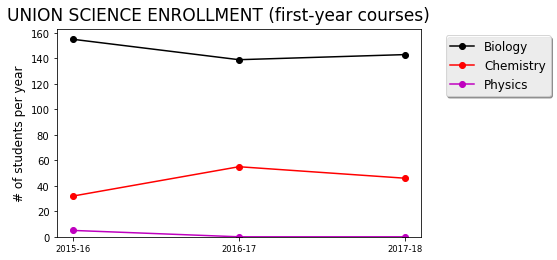 UNION SCIENCE ENROLLMENT (first-year courses)
# of students per year
160
140
120
100
80
60
40
20
0
2015-16
2016-17
2017-18
Biology
Chemistry
Physics